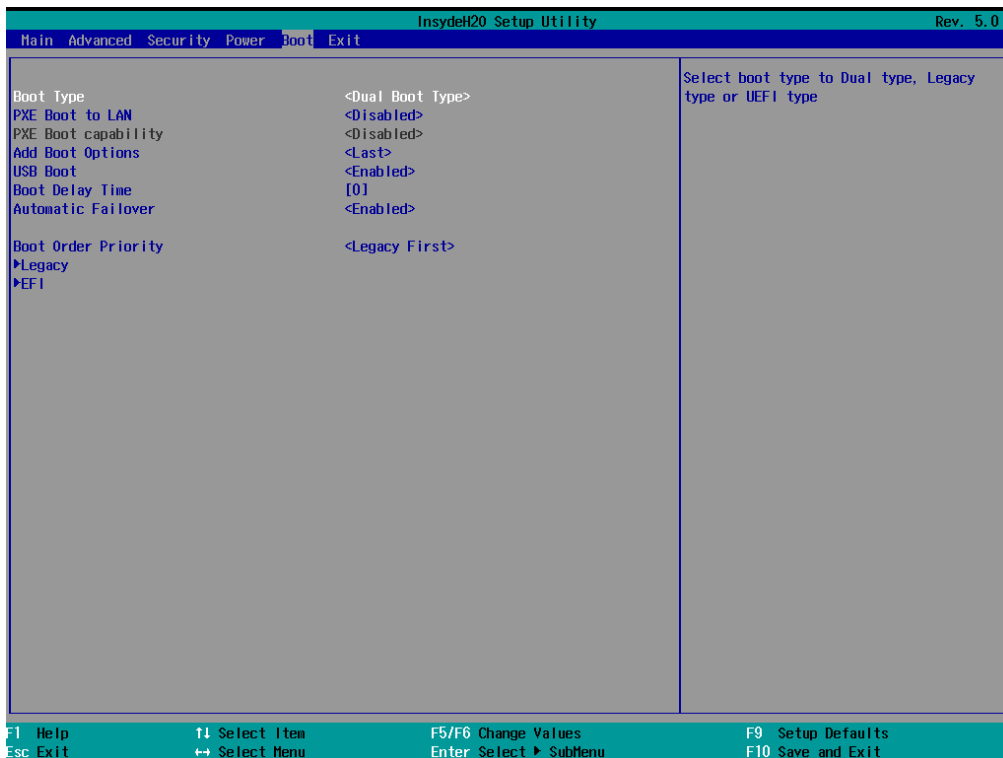 InsydeH20 Setup Utility Rev. 5.0
Main Advanced Security Power Boot Exit
Boot Type <Dual Boot Type>
PXE Boot to LAN <Disabled>
PXE Boot capability <Disabled>
Add Boot Options <Last>
USB Boot <Enabled>
Boot Delay Time [0]
Automatic Failover <Enabled>
Boot Order Priority <Legacy First>
▶Legacy
▶EFI
Select boot type to Dual type, Legacy
type or UEFI type
F1 Help ↑↓ Select Item F5/F6 Change Values F9 Setup Defaults
Esc Exit ↔ Select Menu Enter Select ▶ SubMenu F10 Save and Exit